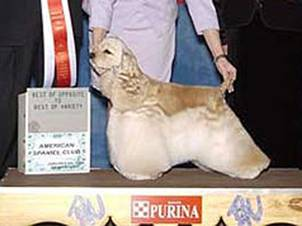 BEST OF OPPOSITE
TO
BEST OF VARIETY
AMERICAN
SPANIEL CLUB
PURINA